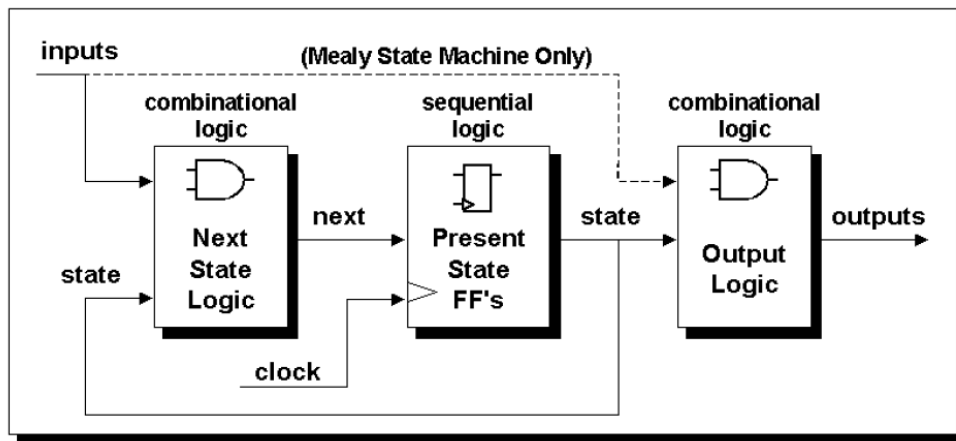 inputs
(Mealy State Machine Only)
combinational
logic
sequential
logic
combinational
logic
next
state
outputs
Next
State
Logic
Present
State
FF's
Output
Logic
state
clock